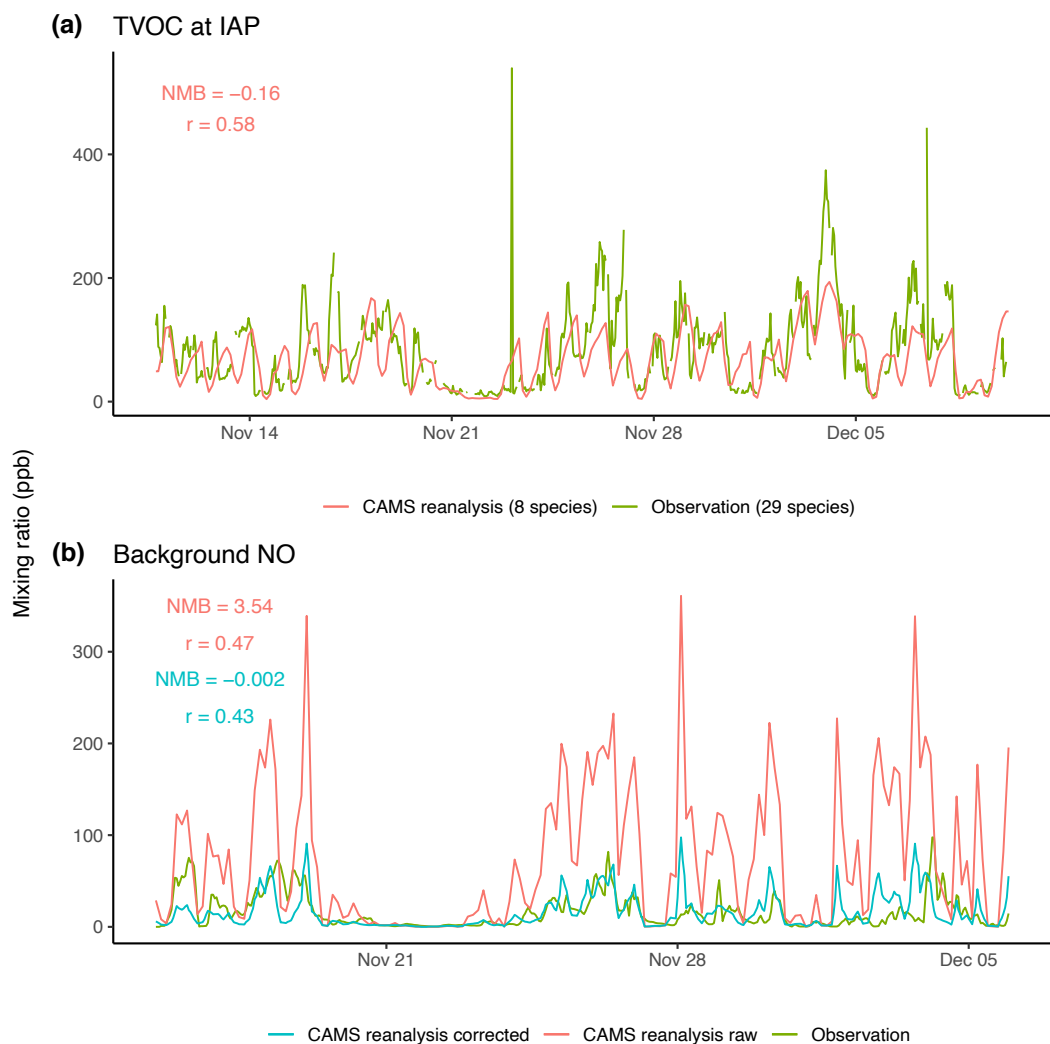 (a) TVOC at IAP
NMB = −0.16
r = 0.58
400
200
0
Nov 14 Nov 21 Nov 28 Dec 05
CAMS reanalysis (8 species) Observation (29 species)
Mixing ratio (ppb)
(b) Background NO
NMB = 3.54
r = 0.47
NMB = −0.002
r = 0.43
300
200
100
0
Nov 21 Nov 28 Dec 05
CAMS reanalysis corrected CAMS reanalysis raw Observation